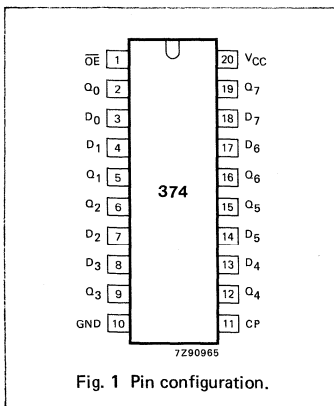 OE 1 20 VCC
Q0 2 19 Q7
D0 3 18 D7
D1 4 17 D6
Q1 5 16 Q6
374
Q2 6 15 Q5
D2 7 14 D5
D3 8 13 D4
Q3 9 12 Q4
GND 10 11 CP
7Z90965
Fig. 1 Pin configuration.